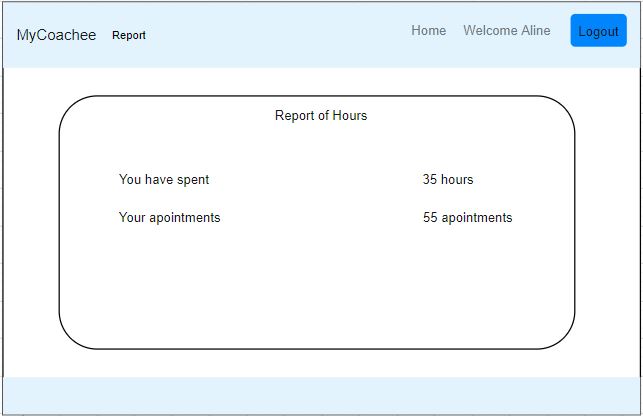 MyCoachee Report Home Welcome Aline Logout
Report of Hours
You have spent 35 hours
Your apointments 55 apointments